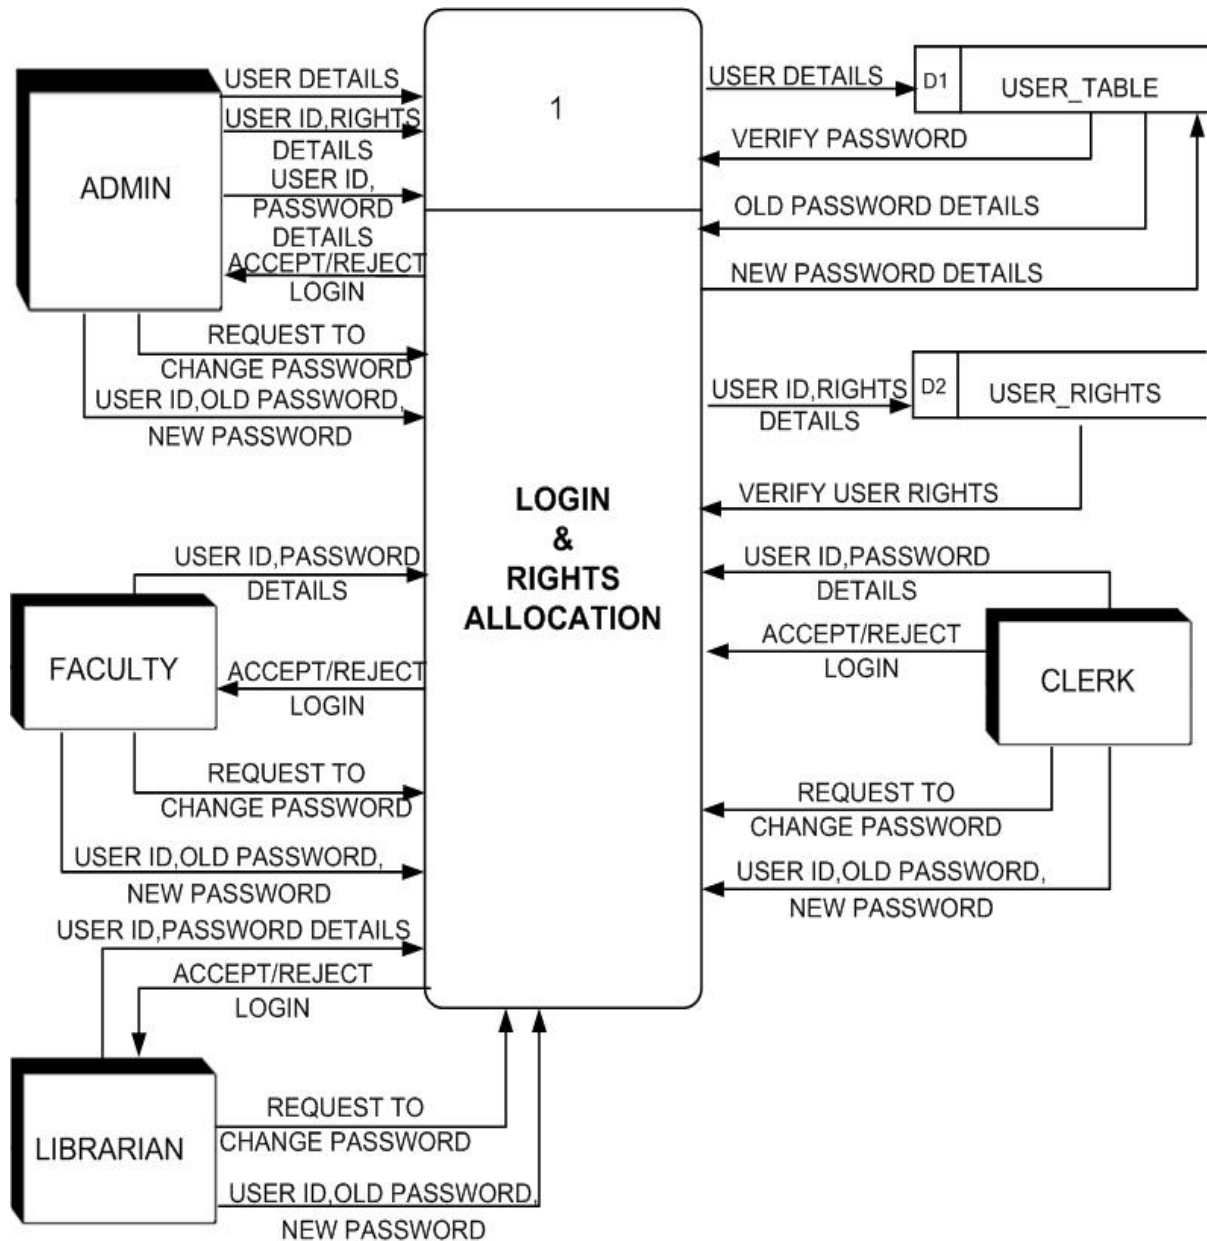 USER DETAILS
USER ID,RIGHTS
DETAILS
USER ID,
PASSWORD
DETAILS
ACCEPT/REJECT
LOGIN
ADMIN
REQUEST TO
CHANGE PASSWORD
USER ID,OLD PASSWORD,
NEW PASSWORD
1
LOGIN
&
RIGHTS
ALLOCATION
USER DETAILS
D1
USER_TABLE
VERIFY PASSWORD
OLD PASSWORD DETAILS
NEW PASSWORD DETAILS
USER ID,RIGHTS
DETAILS
D2
USER_RIGHTS
VERIFY USER RIGHTS
USER ID,PASSWORD
DETAILS
FACULTY
ACCEPT/REJECT
LOGIN
REQUEST TO
CHANGE PASSWORD
USER ID,OLD PASSWORD,
NEW PASSWORD
USER ID,PASSWORD
DETAILS
ACCEPT/REJECT
LOGIN
CLERK
REQUEST TO
CHANGE PASSWORD
USER ID,OLD PASSWORD,
NEW PASSWORD
USER ID,PASSWORD DETAILS
ACCEPT/REJECT
LOGIN
LIBRARIAN
REQUEST TO
CHANGE PASSWORD
USER ID,OLD PASSWORD,
NEW PASSWORD